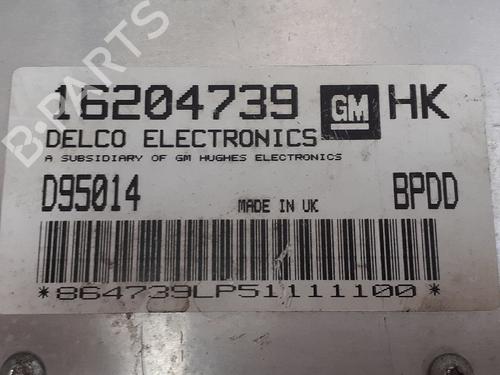 B-PARTS
16204739 GM HK
DELCO ELECTRONICS
A SUBSIDIARY OF GM HUGHES ELECTRONICS
D95014 MADE IN UK BPDD
*864739LP51111100*